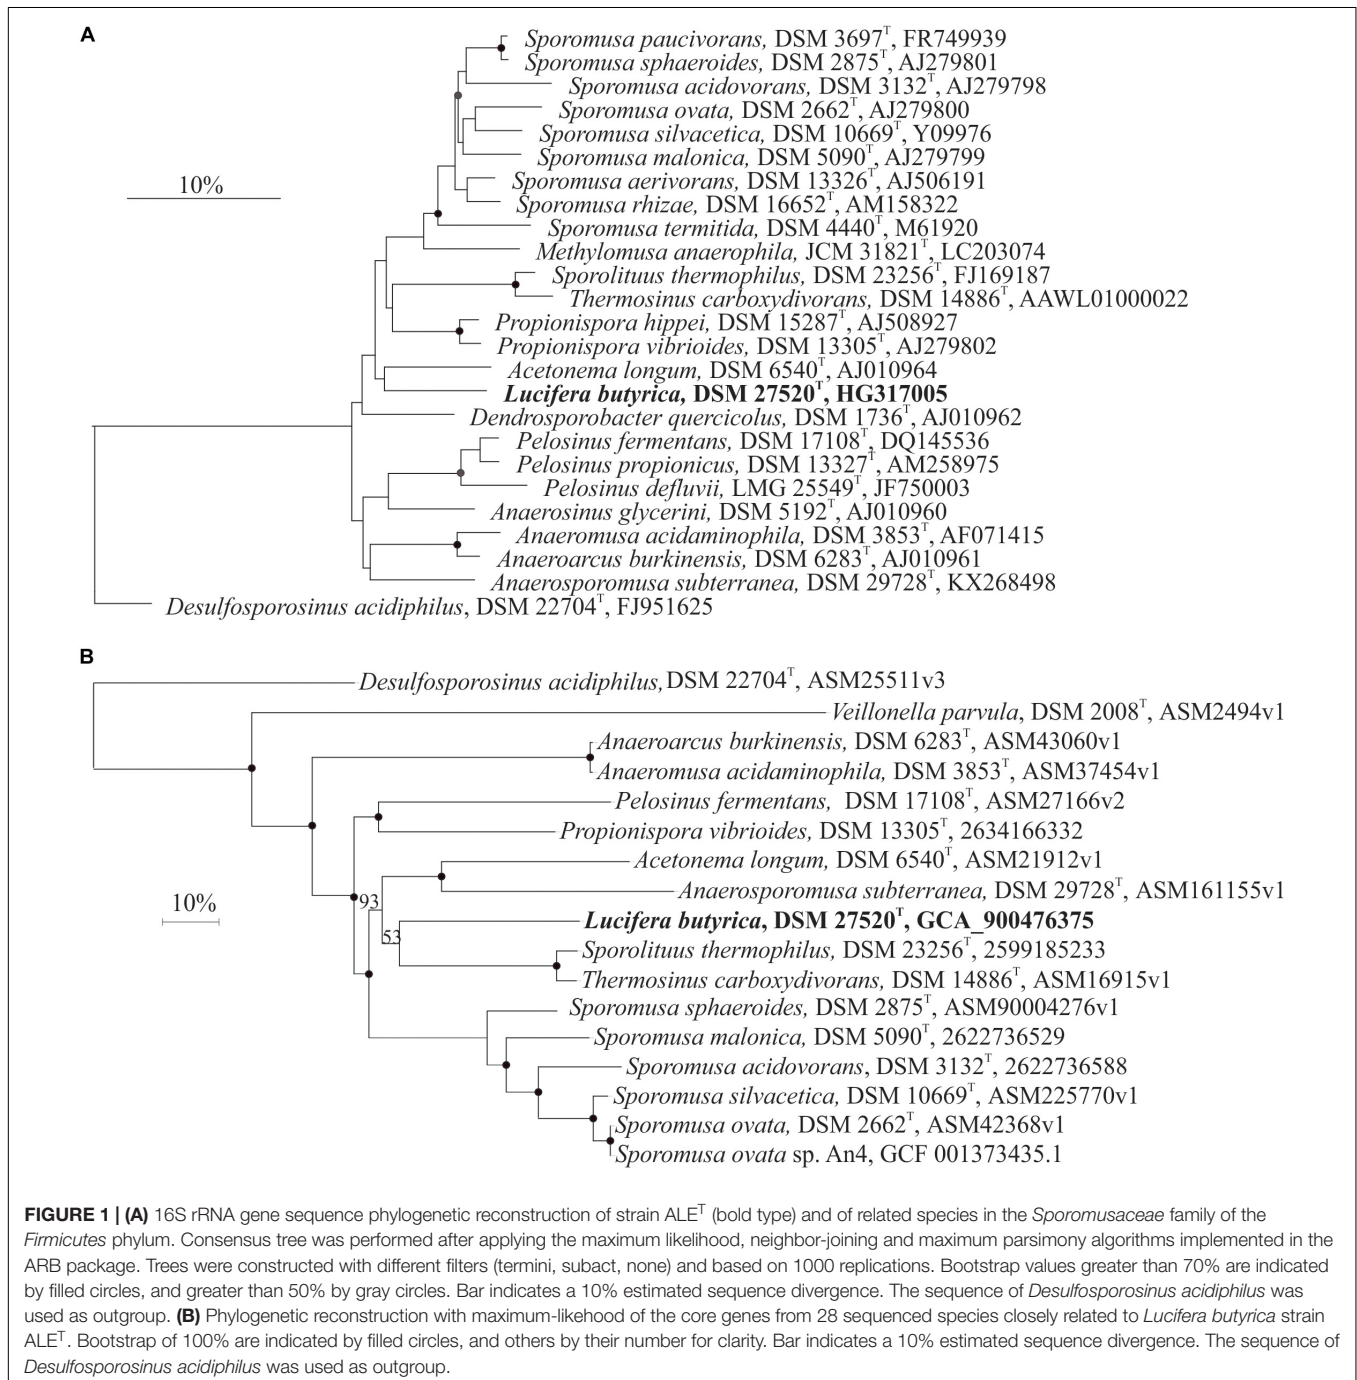 A
Sporomusa paucivorans, DSM 3697T, FR749939
Sporomusa sphaeroides, DSM 2875T, AJ279801
Sporomusa acidovorans, DSM 3132T, AJ279798
Sporomusa ovata, DSM 2662T, AJ279800
Sporomusa silvacetica, DSM 10669T, Y09976
Sporomusa malonica, DSM 5090T, AJ279799
10%
Sporomusa aerivorans, DSM 13326T, AJ506191
Sporomusa rhizae, DSM 16652T, AM158322
Sporomusa termitida, DSM 4440T, M61920
Methylomusa anaerophila, JCM 31821T, LC203074
Sporolituus thermophilus, DSM 23256T, FJ169187
Thermosinus carboxydivorans, DSM 14886T, AAWL01000022
Propionispora hippei, DSM 15287T, AJ508927
Propionispora vibrioides, DSM 13305T, AJ279802
Acetonema longum, DSM 6540T, AJ010964
Lucifera butyrica, DSM 27520T, HG317005
Dendrosporobacter quercicolus, DSM 1736T, AJ010962
Pelosinus fermentans, DSM 17108T, DQ145536
Pelosinus propionicus, DSM 13327T, AM258975
Pelosinus defluvii, LMG 25549T, JF750003
Anaerosinus glycerini, DSM 5192T, AJ010960
Anaeromusa acidaminophila, DSM 3853T, AF071415
Anaeroarcus burkinensis, DSM 6283T, AJ010961
Anaerosporomusa subterranea, DSM 29728T, KX268498
Desulfosporosinus acidiphilus, DSM 22704T, FJ951625
B
Desulfosporosinus acidiphilus, DSM 22704T, ASM25511v3
Veillonella parvula, DSM 2008T, ASM2494v1
Anaeroarcus burkinensis, DSM 6283T, ASM43060v1
Anaeromusa acidaminophila, DSM 3853T, ASM37454v1
Pelosinus fermentans, DSM 17108T, ASM27166v2
Propionispora vibrioides, DSM 13305T, 2634166332
Acetonema longum, DSM 6540T, ASM21912v1
Anaerosporomusa subterranea, DSM 29728T, ASM161155v1
10%
93
Lucifera butyrica, DSM 27520T, GCA_900476375
53
Sporolituus thermophilus, DSM 23256T, 2599185233
Thermosinus carboxydivorans, DSM 14886T, ASM16915v1
Sporomusa sphaeroides, DSM 2875T, ASM90004276v1
Sporomusa malonica, DSM 5090T, 2622736529
Sporomusa acidovorans, DSM 3132T, 2622736588
Sporomusa silvacetica, DSM 10669T, ASM225770v1
Sporomusa ovata, DSM 2662T, ASM42368v1
Sporomusa ovata sp. An4, GCF 001373435.1
FIGURE 1 | (A) 16S rRNA gene sequence phylogenetic reconstruction of strain ALET (bold type) and of related species in the Sporomusaceae family of the
Firmicutes phylum. Consensus tree was performed after applying the maximum likelihood, neighbor-joining and maximum parsimony algorithms implemented in the
ARB package. Trees were constructed with different filters (termini, subact, none) and based on 1000 replications. Bootstrap values greater than 70% are indicated
by filled circles, and greater than 50% by gray circles. Bar indicates a 10% estimated sequence divergence. The sequence of Desulfosporosinus acidiphilus was
used as outgroup. (B) Phylogenetic reconstruction with maximum-likehood of the core genes from 28 sequenced species closely related to Lucifera butyrica strain
ALET. Bootstrap of 100% are indicated by filled circles, and others by their number for clarity. Bar indicates a 10% estimated sequence divergence. The sequence of
Desulfosporosinus acidiphilus was used as outgroup.